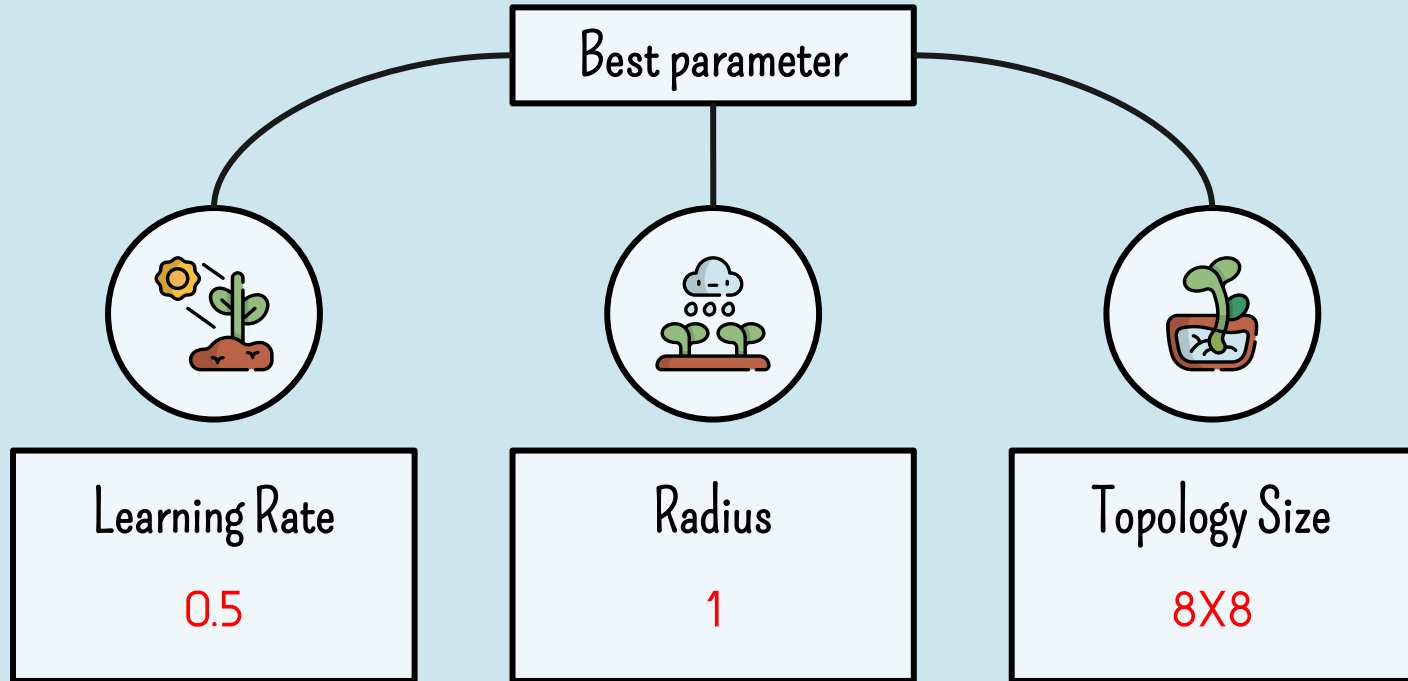 Best parameter
Learning Rate
0.5
Radius
1
Topology Size
8X8